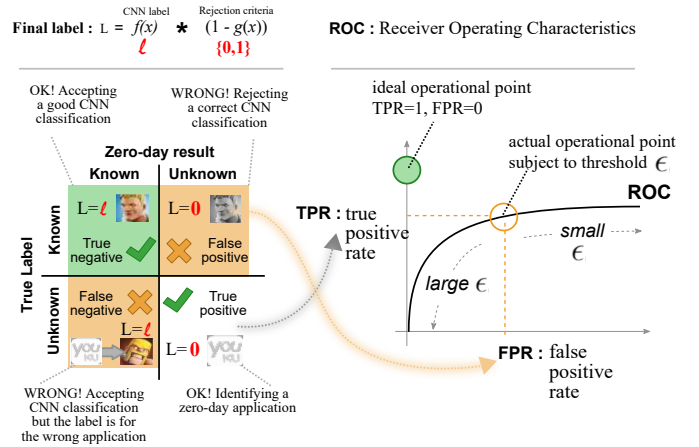 CNN label
Rejection criteria
Final label : L = f(x) * (1 - g(x))
ℓ
{0,1}
ROC : Receiver Operating Characteristics
OK! Accepting
a good CNN
classification
WRONG! Rejecting
a correct CNN
classification
Zero-day result
Known
Unknown
True Label
Known
L=ℓ
True
negative
L=0
False
positive
Unknown
False
negative
L=ℓ
you
KU
True
positive
L=0
you
KU
WRONG! Accepting
CNN classification
but the label is for
the wrong application
OK! Identifying a
zero-day application
ideal operational point
TPR=1, FPR=0
actual operational point
subject to threshold ϵ
ROC
TPR : true
positive
rate
small
ϵ
large ϵ
FPR : false
positive
rate